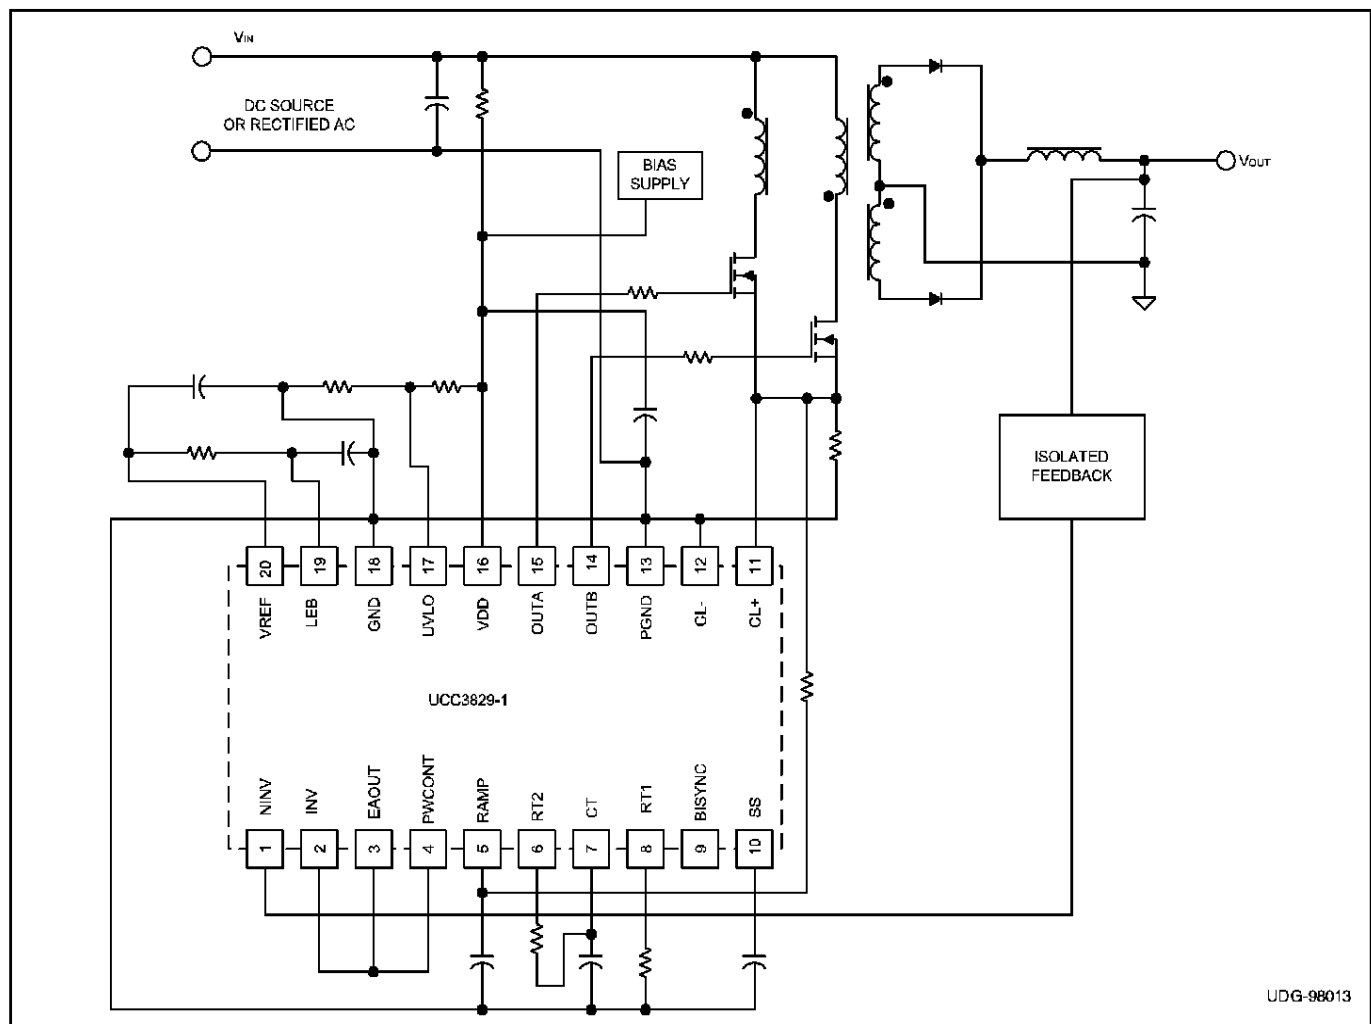 VIN
DC SOURCE
OR RECTIFIED AC
BIAS
SUPPLY
VOUT
ISOLATED
FEEDBACK
20
19
18
17
16
15
14
13
12
11
VREF
LEB
GND
UVLO
VDD
OUTA
OUTB
PGND
CL-
CL+
UCC3829-1
NINV
INV
EAOUT
PWCONT
RAMP
RT2
CT
RT1
BISYNC
SS
1
2
3
4
5
6
7
8
9
10
UDG-98013